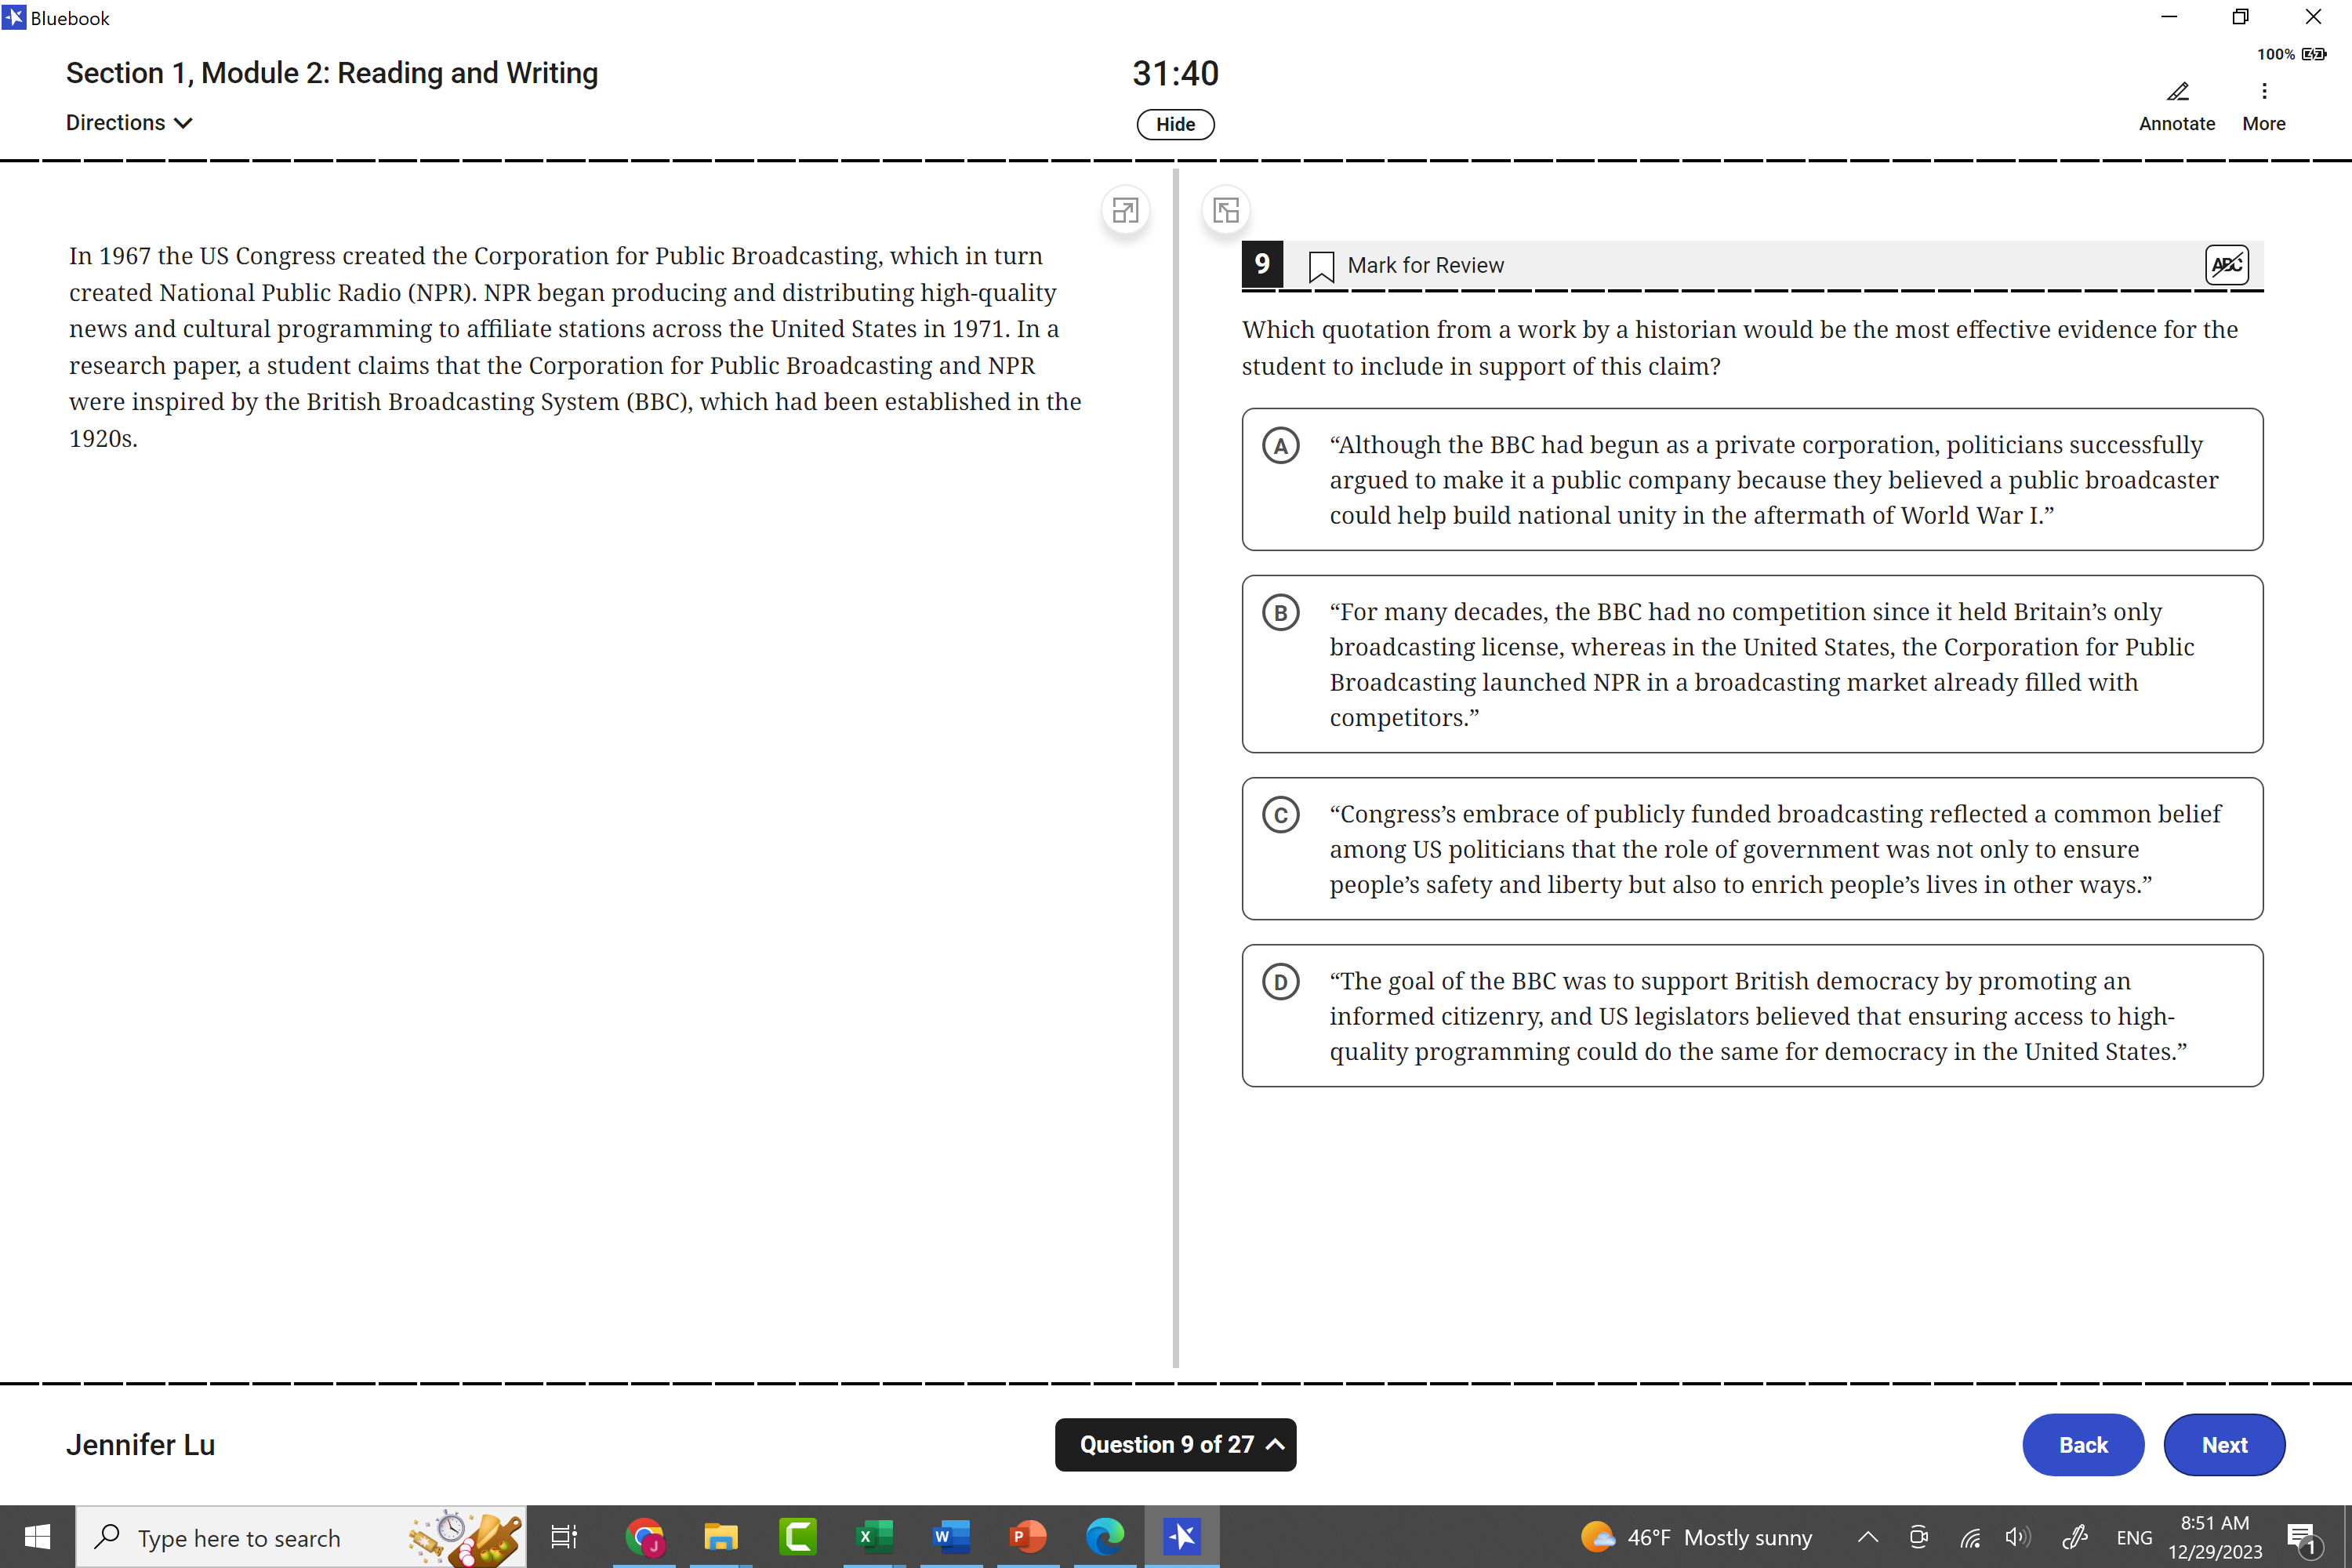 Bluebook
Section 1, Module 2: Reading and Writing
31:40
100%
Directions
Hide
Annotate
More
In 1967 the US Congress created the Corporation for Public Broadcasting, which in turn
created National Public Radio (NPR). NPR began producing and distributing high-quality
news and cultural programming to affiliate stations across the United States in 1971. In a
research paper, a student claims that the Corporation for Public Broadcasting and NPR
were inspired by the British Broadcasting System (BBC), which had been established in the
1920s.
9
Mark for Review
ABC
Which quotation from a work by a historian would be the most effective evidence for the
student to include in support of this claim?
A
“Although the BBC had begun as a private corporation, politicians successfully
argued to make it a public company because they believed a public broadcaster
could help build national unity in the aftermath of World War I.”
B
“For many decades, the BBC had no competition since it held Britain’s only
broadcasting license, whereas in the United States, the Corporation for Public
Broadcasting launched NPR in a broadcasting market already filled with
competitors.”
C
“Congress’s embrace of publicly funded broadcasting reflected a common belief
among US politicians that the role of government was not only to ensure
people’s safety and liberty but also to enrich people’s lives in other ways.”
D
“The goal of the BBC was to support British democracy by promoting an
informed citizenry, and US legislators believed that ensuring access to high-
quality programming could do the same for democracy in the United States.”
Jennifer Lu
Question 9 of 27
Back
Next
Type here to search
J
X
W
P
46°F Mostly sunny
ENG
8:51 AM
12/29/2023
1